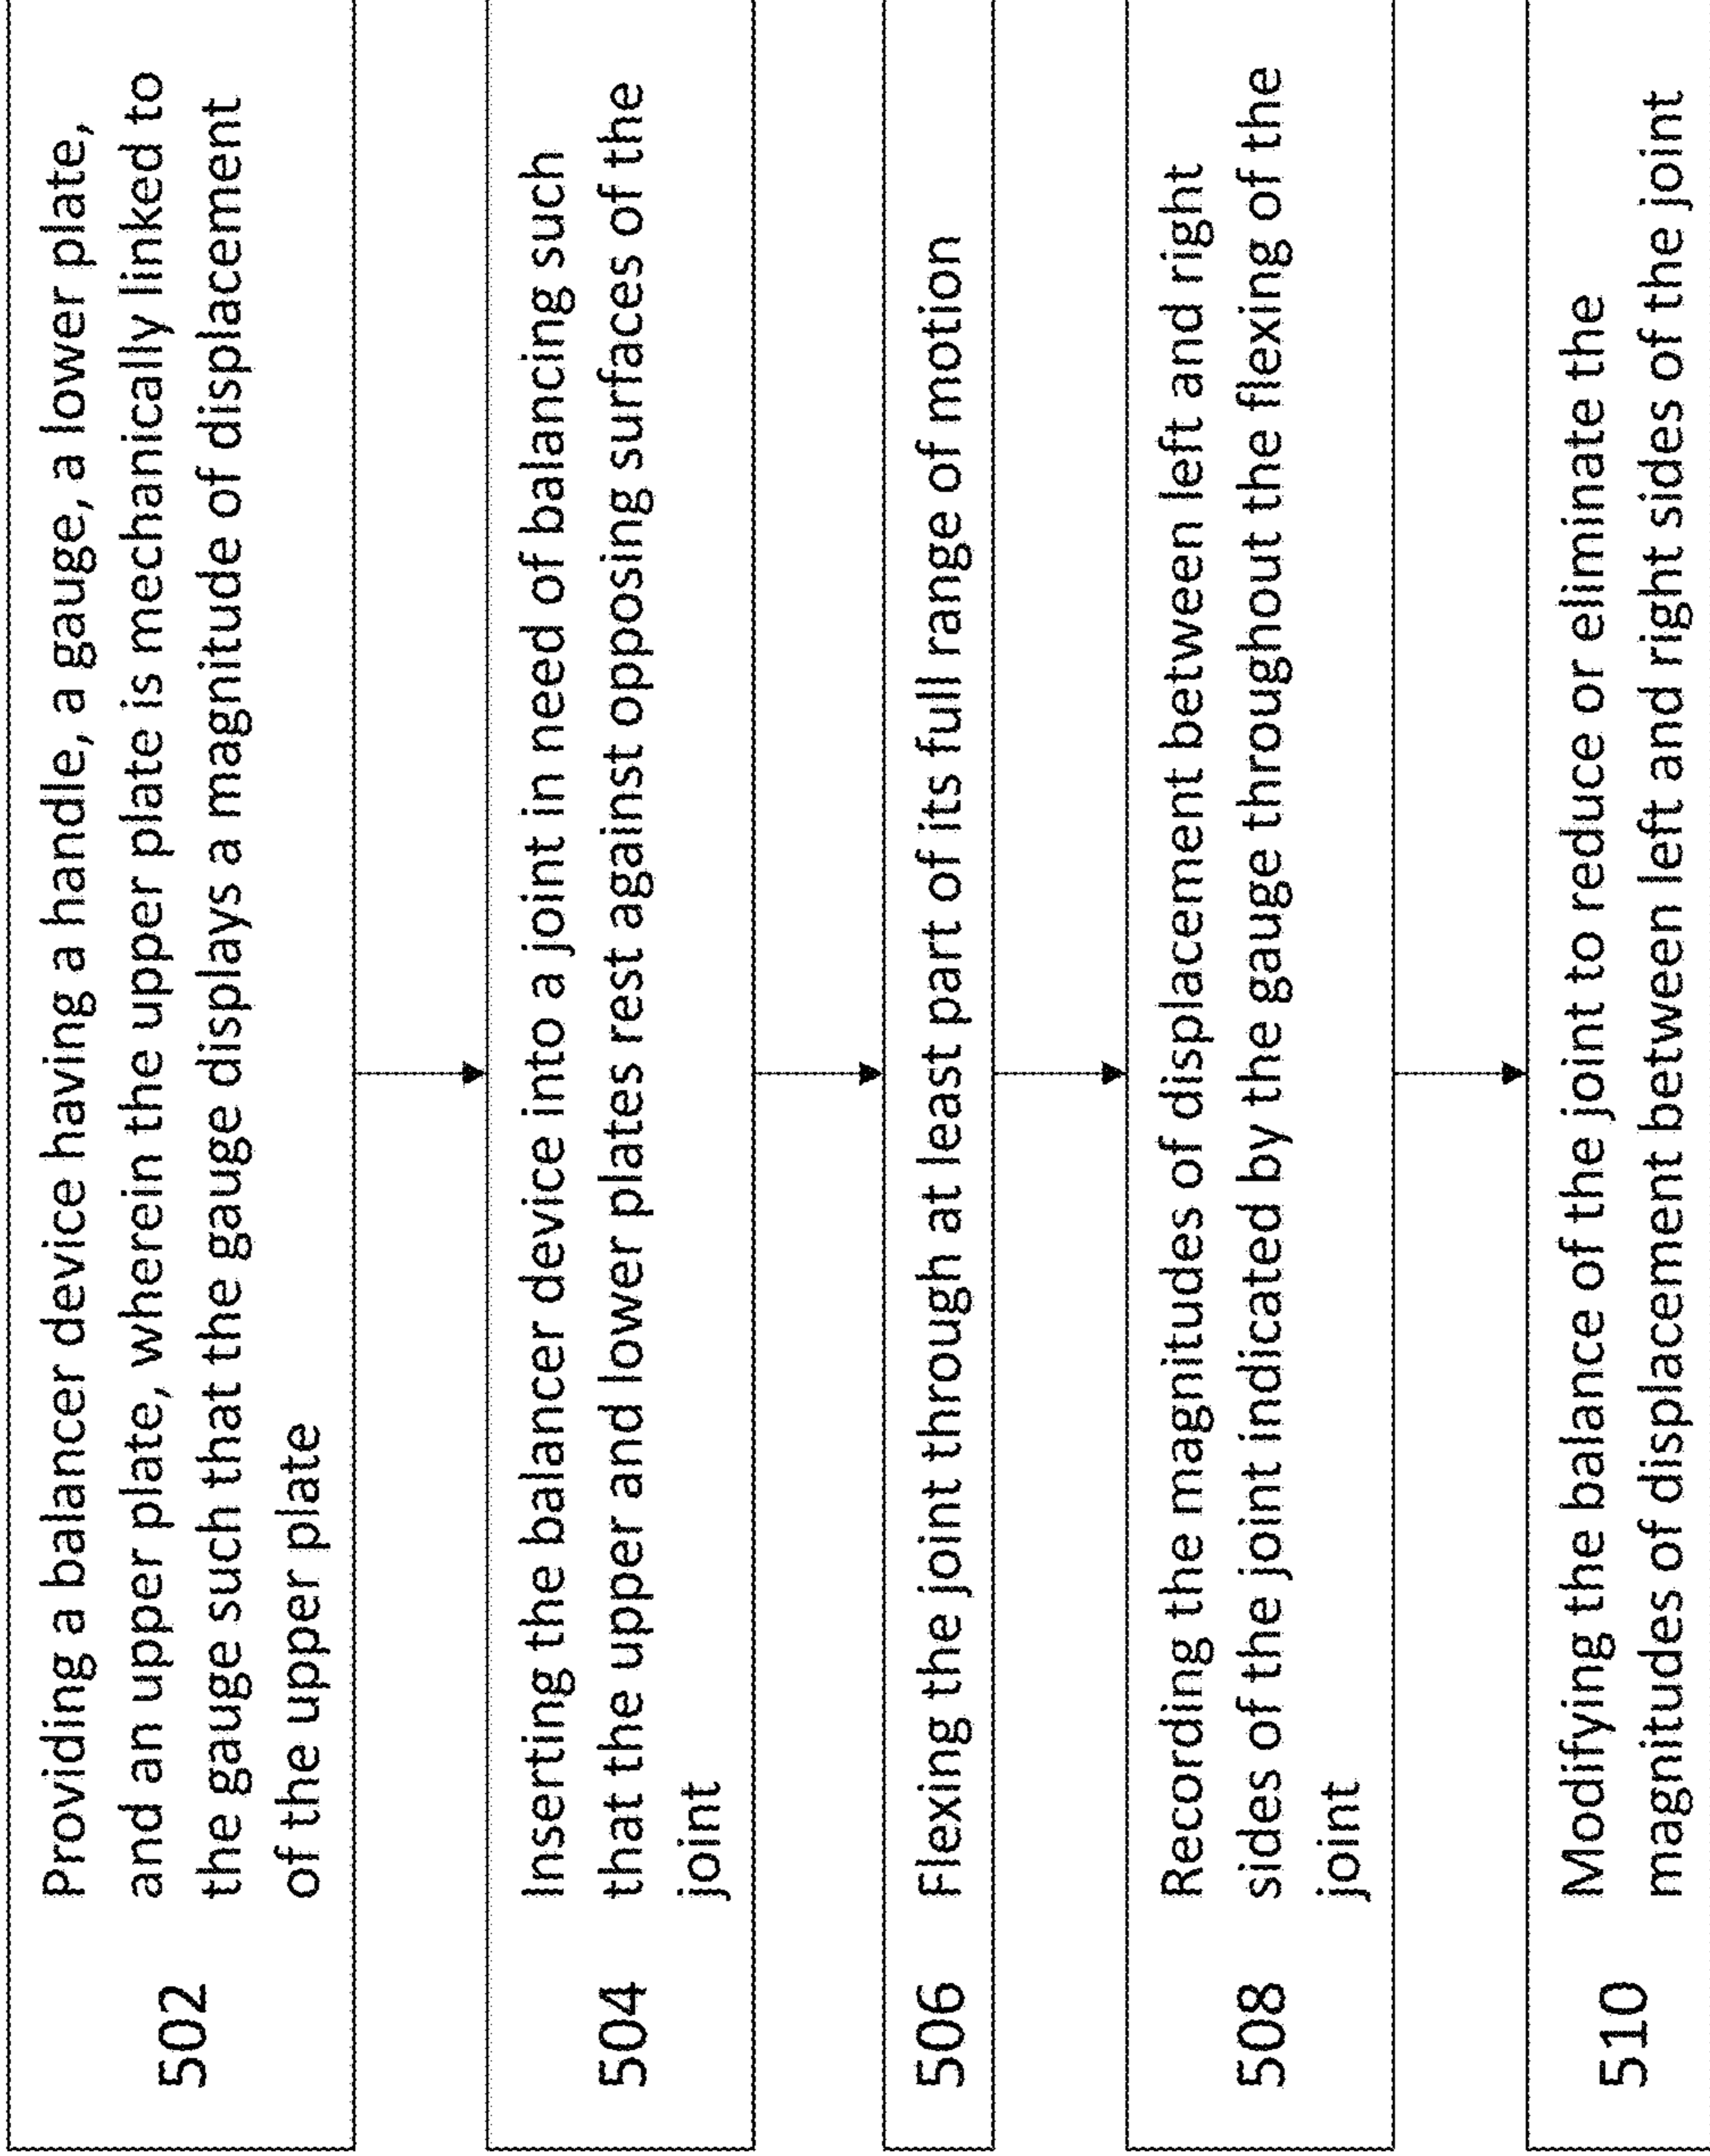 502
Providing a balancer device having a handle, a gauge, a lower plate,
and an upper plate, wherein the upper plate is mechanically linked to
the gauge such that the gauge displays a magnitude of displacement
of the upper plate
504
Inserting the balancer device into a joint in need of balancing such
that the upper and lower plates rest against opposing surfaces of the
joint
506
Flexing the joint through at least part of its full range of motion
508
Recording the magnitudes of displacement between left and right
sides of the joint indicated by the gauge throughout the flexing of the
joint
510
Modifying the balance of the joint to reduce or eliminate the
magnitudes of displacement between left and right sides of the joint